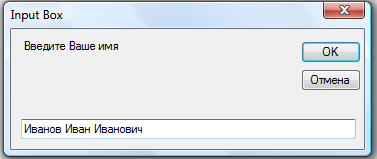 Input Box
Введите Ваше имя
OK
Отмена
Иванов Иван Иванович